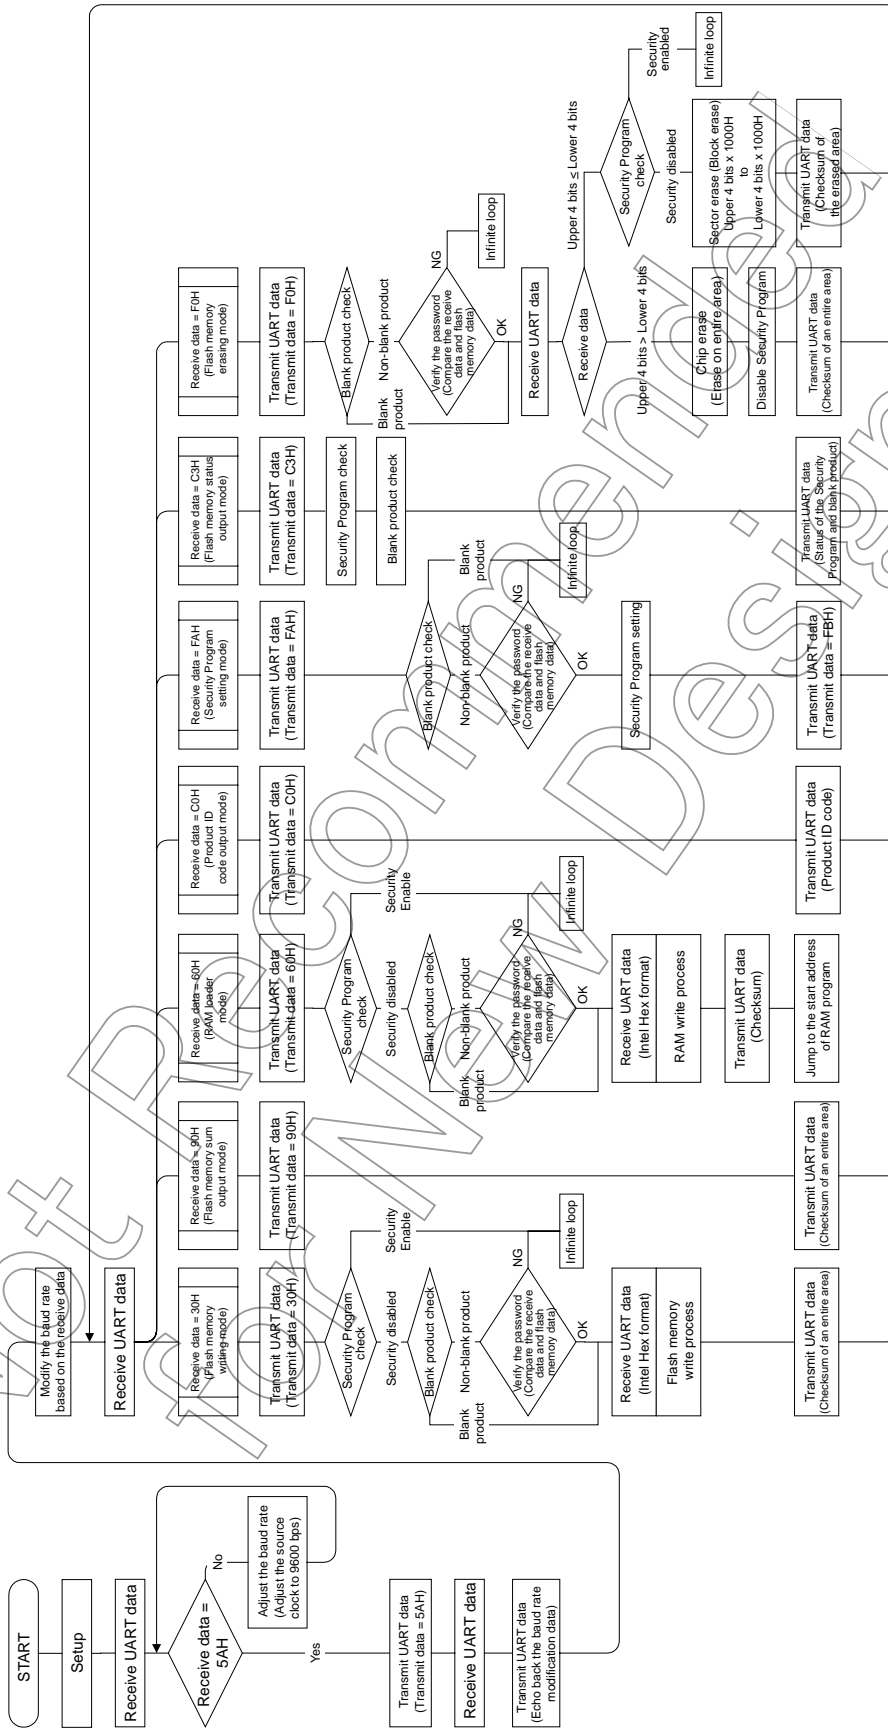 START
Setup
Receive UART data
Receive data =
5AH
No
Adjust the baud rate
(Adjust the source
clock to 9600 bps)
Yes
Transmit UART data
(Transmit data = 5AH)
Receive UART data
Transmit UART data
(Echo back the baud rate
modification data)
Modify the baud rate
based on the receive data
Receive UART data
Receive data = 30H
(Flash memory
writing mode)
Transmit UART data
(Transmit data = 30H)
Security Program
check
Security
Enable
Security disabled
Blank product check
Blank
product
Non-blank product
Verify the password
(Compare the receive
data and flash
memory data)
NG
Infinite loop
OK
Receive UART data
(Intel Hex format)
Flash memory
write process
Transmit UART data
(Checksum of an entire area)
Receive data = 90H
(Flash memory sum
output mode)
Transmit UART data
(Transmit data = 90H)
Transmit UART data
(Checksum of an entire area)
Receive data = 60H
(RAM loader
mode)
Transmit UART data
(Transmit data = 60H)
Security Program
check
Security
Enable
Security disabled
Blank product check
Blank
product
Non-blank product
Verify the password
(Compare the receive
data and flash
memory data)
NG
Infinite loop
OK
Receive UART data
(Intel Hex format)
RAM write process
Transmit UART data
(Checksum)
Jump to the start address
of RAM program
Receive data = C0H
(Product ID
code output mode)
Transmit UART data
(Transmit data = C0H)
Transmit UART data
(Product ID code)
Receive data = FAH
(Security Program
setting mode)
Transmit UART data
(Transmit data = FAH)
Blank product check
Blank
product
Non-blank product
Verify the password
(Compare the receive
data and flash
memory data)
NG
Infinite loop
OK
Security Program setting
Transmit UART data
(Transmit data = FBH)
Receive data = C3H
(Flash memory status
output mode)
Transmit UART data
(Transmit data = C3H)
Security Program check
Blank product check
Transmit UART data
(Status of the Security
Program and blank product)
Receive data = F0H
(Flash memory
erasing mode)
Transmit UART data
(Transmit data = F0H)
Blank product check
Blank
product
Non-blank product
Verify the password
(Compare the receive
data and flash
memory data)
NG
Infinite loop
OK
Receive UART data
Receive data
Upper 4 bits > Lower 4 bits
Chip erase
(Erase on entire area)
Disable Security Program
Transmit UART data
(Checksum of an entire area)
Upper 4 bits ≤ Lower 4 bits
Security Program
check
Security
enabled
Infinite loop
Security disabled
Sector erase (Block erase)
Upper 4 bits x 1000H
to
Lower 4 bits x 1000H
Transmit UART data
(Checksum of
the erased area)
Not Recommended
for New Design